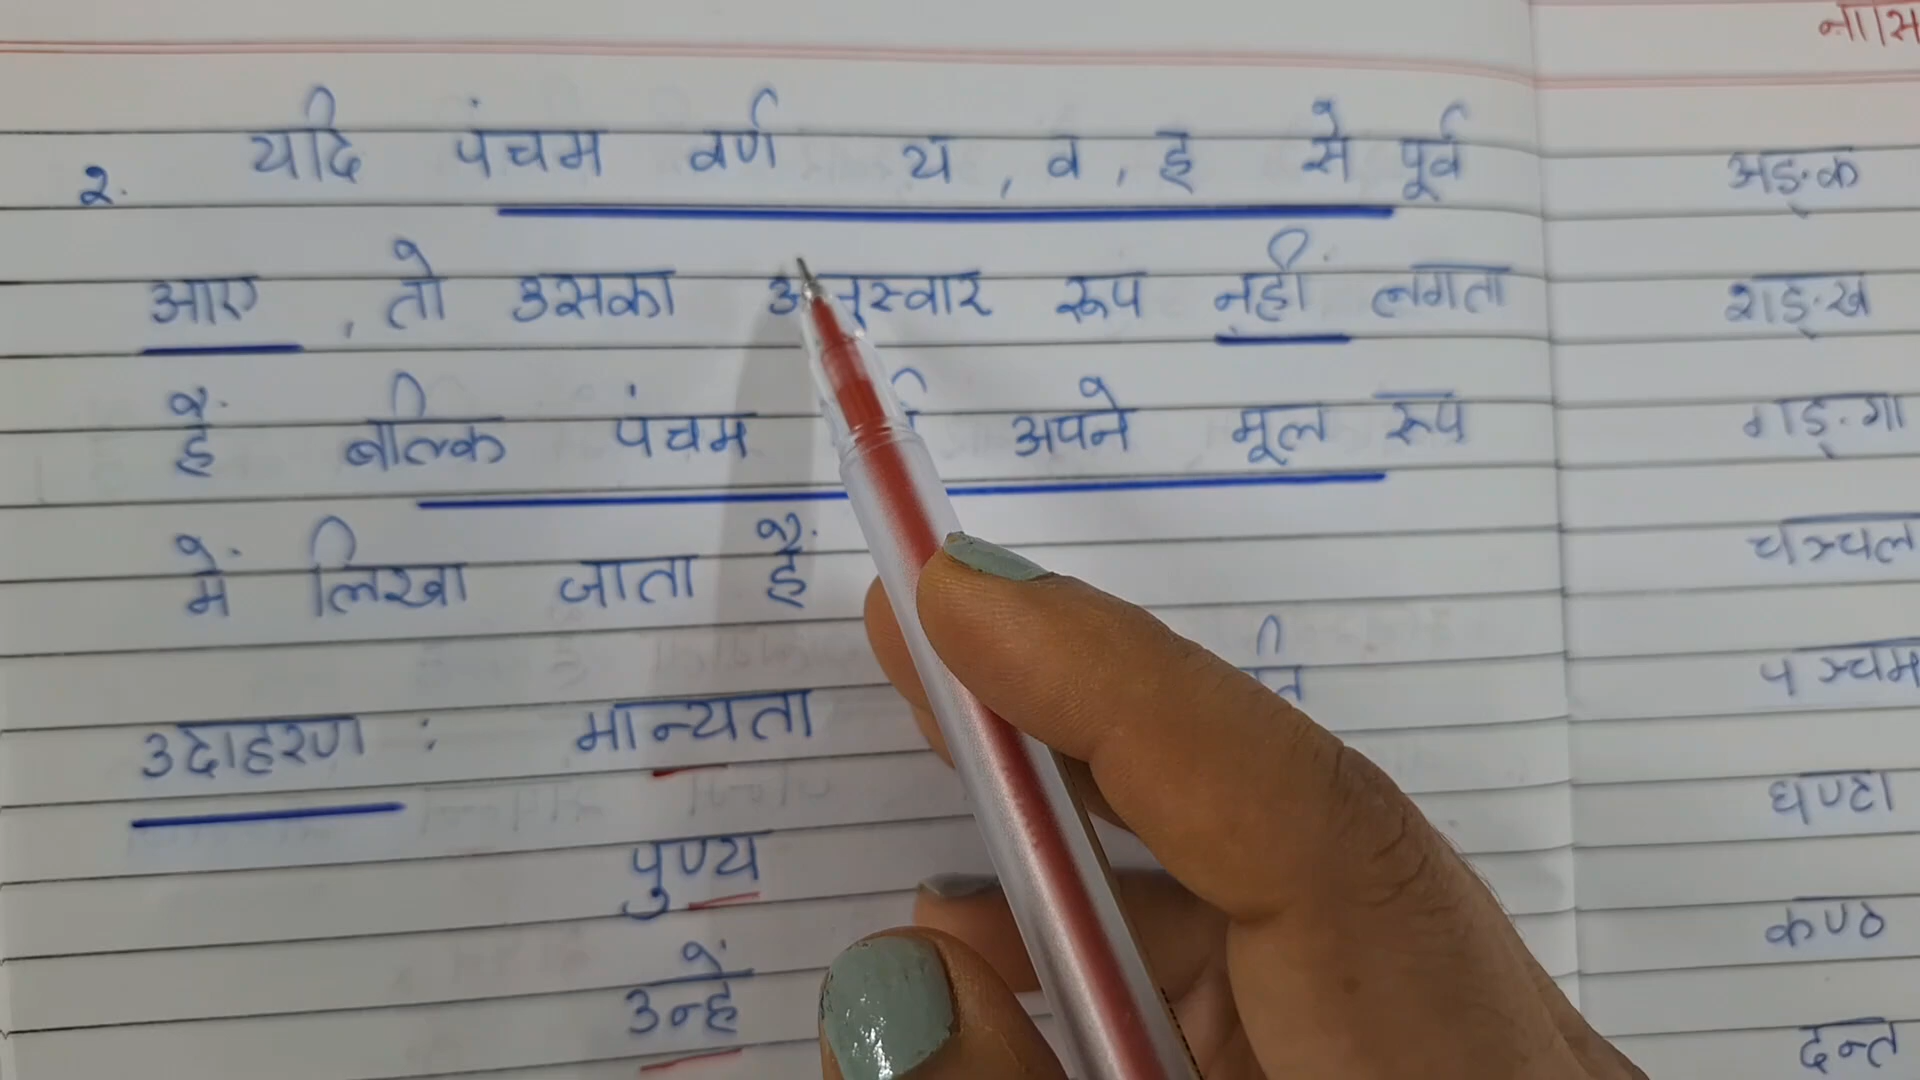 २. यदि पंचम वर्ण य, व, ह से पूर्व
आए, तो उसका अनुस्वार रूप नहीं लगता
है बल्कि पंचम अपने मूल रूप
में लिखा जाता है
उदाहरण : मान्यता
पुण्य
उन्हें
अङ्क
शङ्ख
गङ्गा
चञ्चल
पञ्चम
घण्टा
कण्ठ
दन्त